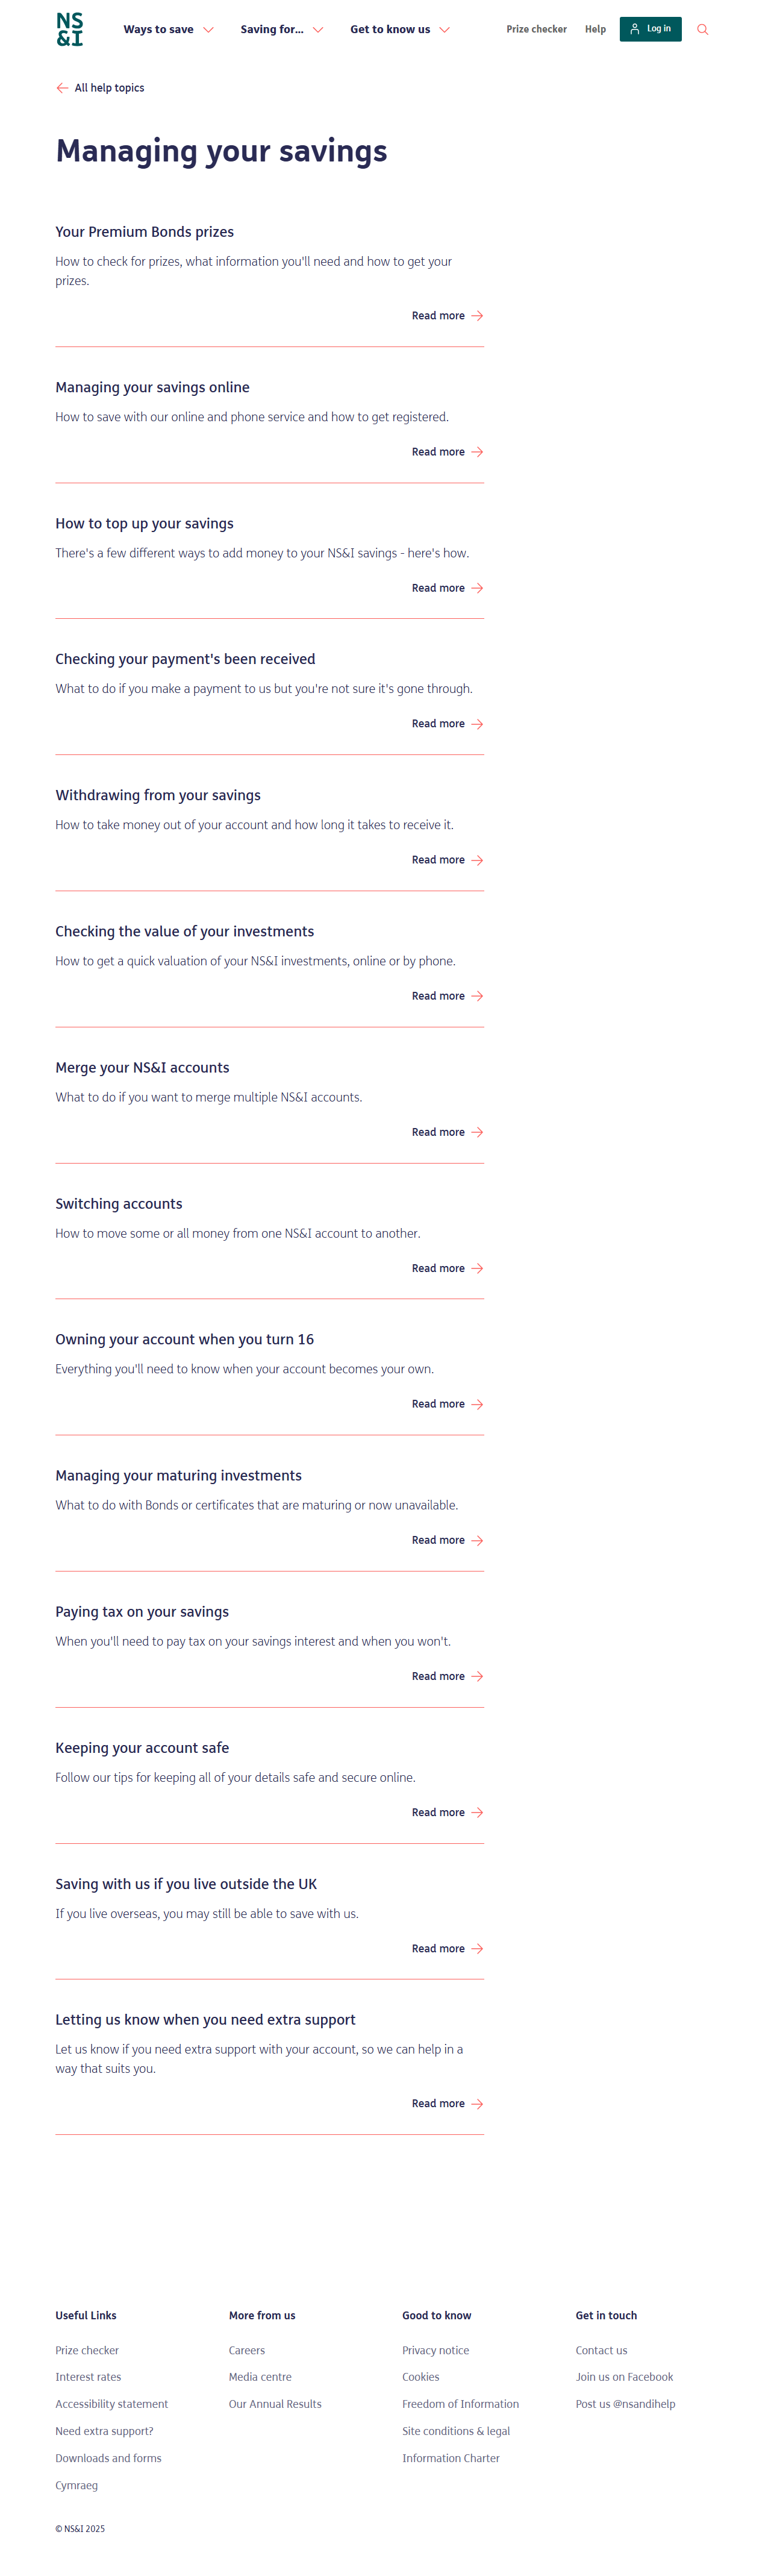 NS
&I
Ways to save
Saving for...
Get to know us
Prize checker
Help
Log in
All help topics
Managing your savings
Your Premium Bonds prizes
How to check for prizes, what information you'll need and how to get your
prizes.
Read more
Managing your savings online
How to save with our online and phone service and how to get registered.
Read more
How to top up your savings
There's a few different ways to add money to your NS&I savings - here's how.
Read more
Checking your payment's been received
What to do if you make a payment to us but you're not sure it's gone through.
Read more
Withdrawing from your savings
How to take money out of your account and how long it takes to receive it.
Read more
Checking the value of your investments
How to get a quick valuation of your NS&I investments, online or by phone.
Read more
Merge your NS&I accounts
What to do if you want to merge multiple NS&I accounts.
Read more
Switching accounts
How to move some or all money from one NS&I account to another.
Read more
Owning your account when you turn 16
Everything you'll need to know when your account becomes your own.
Read more
Managing your maturing investments
What to do with Bonds or certificates that are maturing or now unavailable.
Read more
Paying tax on your savings
When you'll need to pay tax on your savings interest and when you won't.
Read more
Keeping your account safe
Follow our tips for keeping all of your details safe and secure online.
Read more
Saving with us if you live outside the UK
If you live overseas, you may still be able to save with us.
Read more
Letting us know when you need extra support
Let us know if you need extra support with your account, so we can help in a
way that suits you.
Read more
Useful Links
Prize checker
Interest rates
Accessibility statement
Need extra support?
Downloads and forms
Cymraeg
More from us
Careers
Media centre
Our Annual Results
Good to know
Privacy notice
Cookies
Freedom of Information
Site conditions & legal
Information Charter
Get in touch
Contact us
Join us on Facebook
Post us @nsandihelp
© NS&I 2025